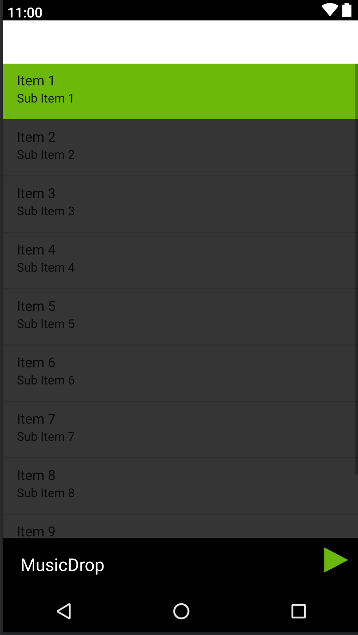 11:00
Item 1
Sub Item 1
Item 2
Sub Item 2
Item 3
Sub Item 3
Item 4
Sub Item 4
Item 5
Sub Item 5
Item 6
Sub Item 6
Item 7
Sub Item 7
Item 8
Sub Item 8
Item 9
MusicDrop